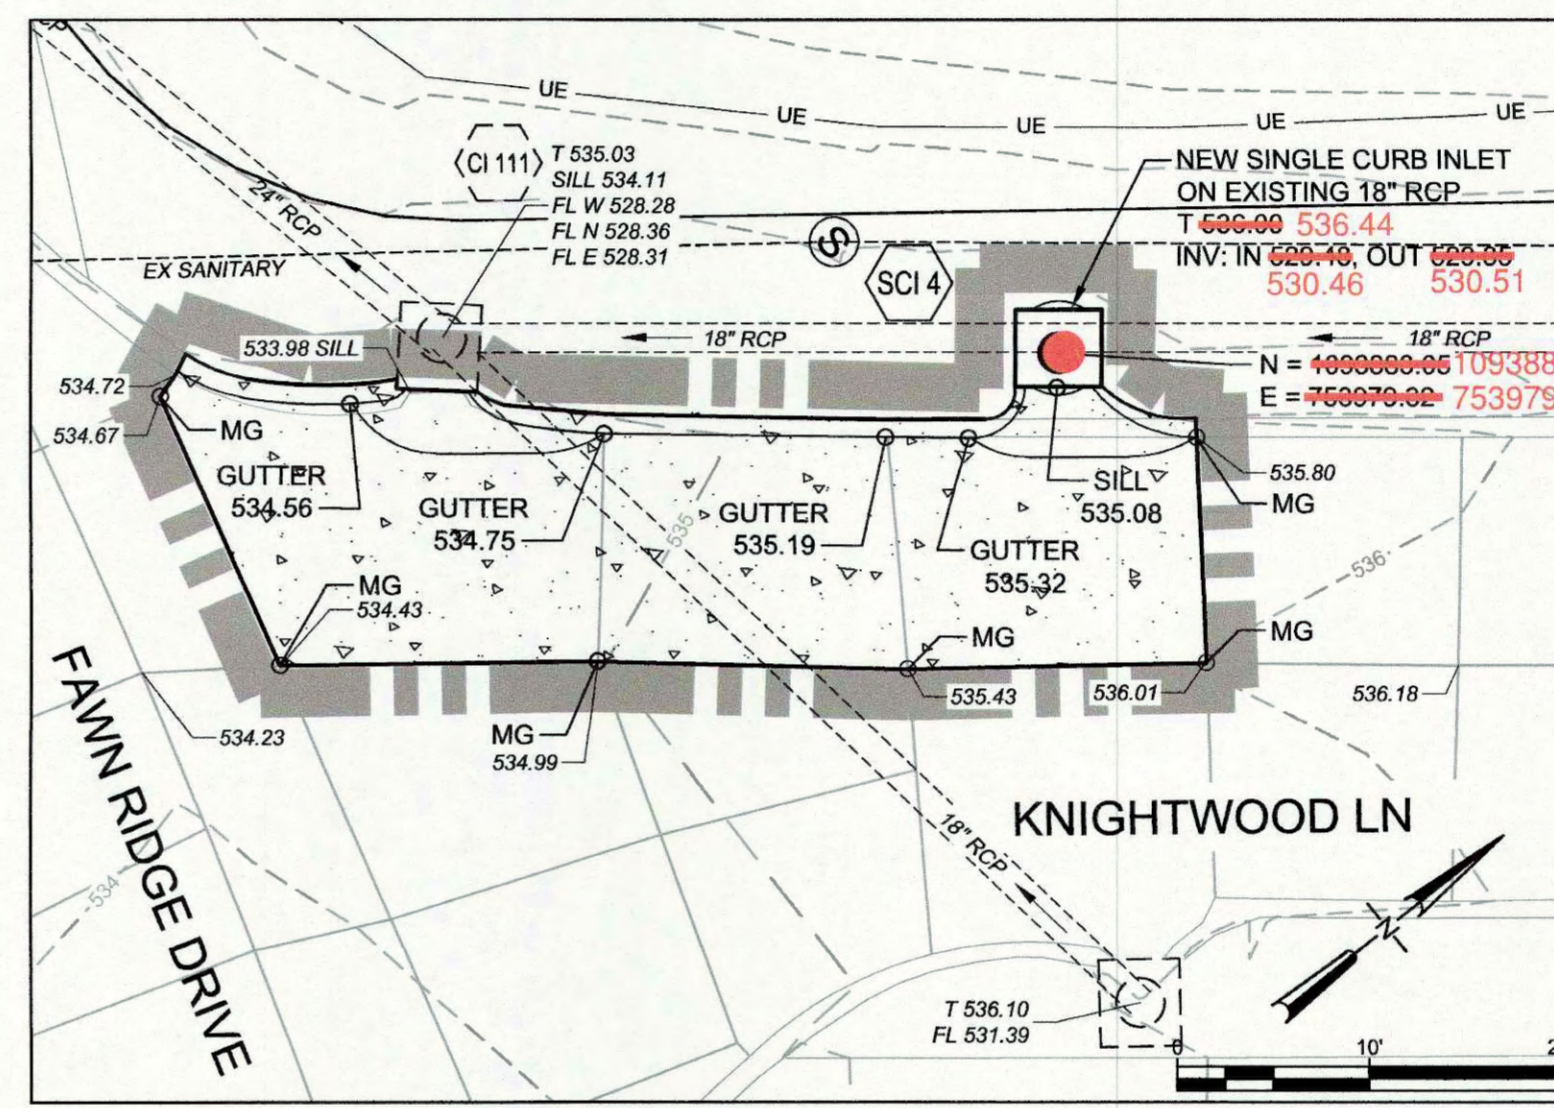 UE
UE
UE
UE
UE
CI 111
T 535.03
SILL 534.11
FL W 528.28
FL N 528.36
FL E 528.31
NEW SINGLE CURB INLET
ON EXISTING 18" RCP
T 536.44
INV: IN , OUT
530.46 530.51
24" RCP
EX SANITARY
S
SCI 4
533.98 SILL
18" RCP
18" RCP
N = 109388
E = 753979
534.72
534.67
MG
GUTTER
534.56
GUTTER
534.75
535
GUTTER
535.19
GUTTER
535.32
SILL
535.08
535.80
MG
536
MG
534.43
MG
MG
535.43
536.01
536.18
534.23
MG
534.99
FAWN RIDGE DRIVE
534
18" RCP
KNIGHTWOOD LN
N
T 536.10
FL 531.39
0 10' 2